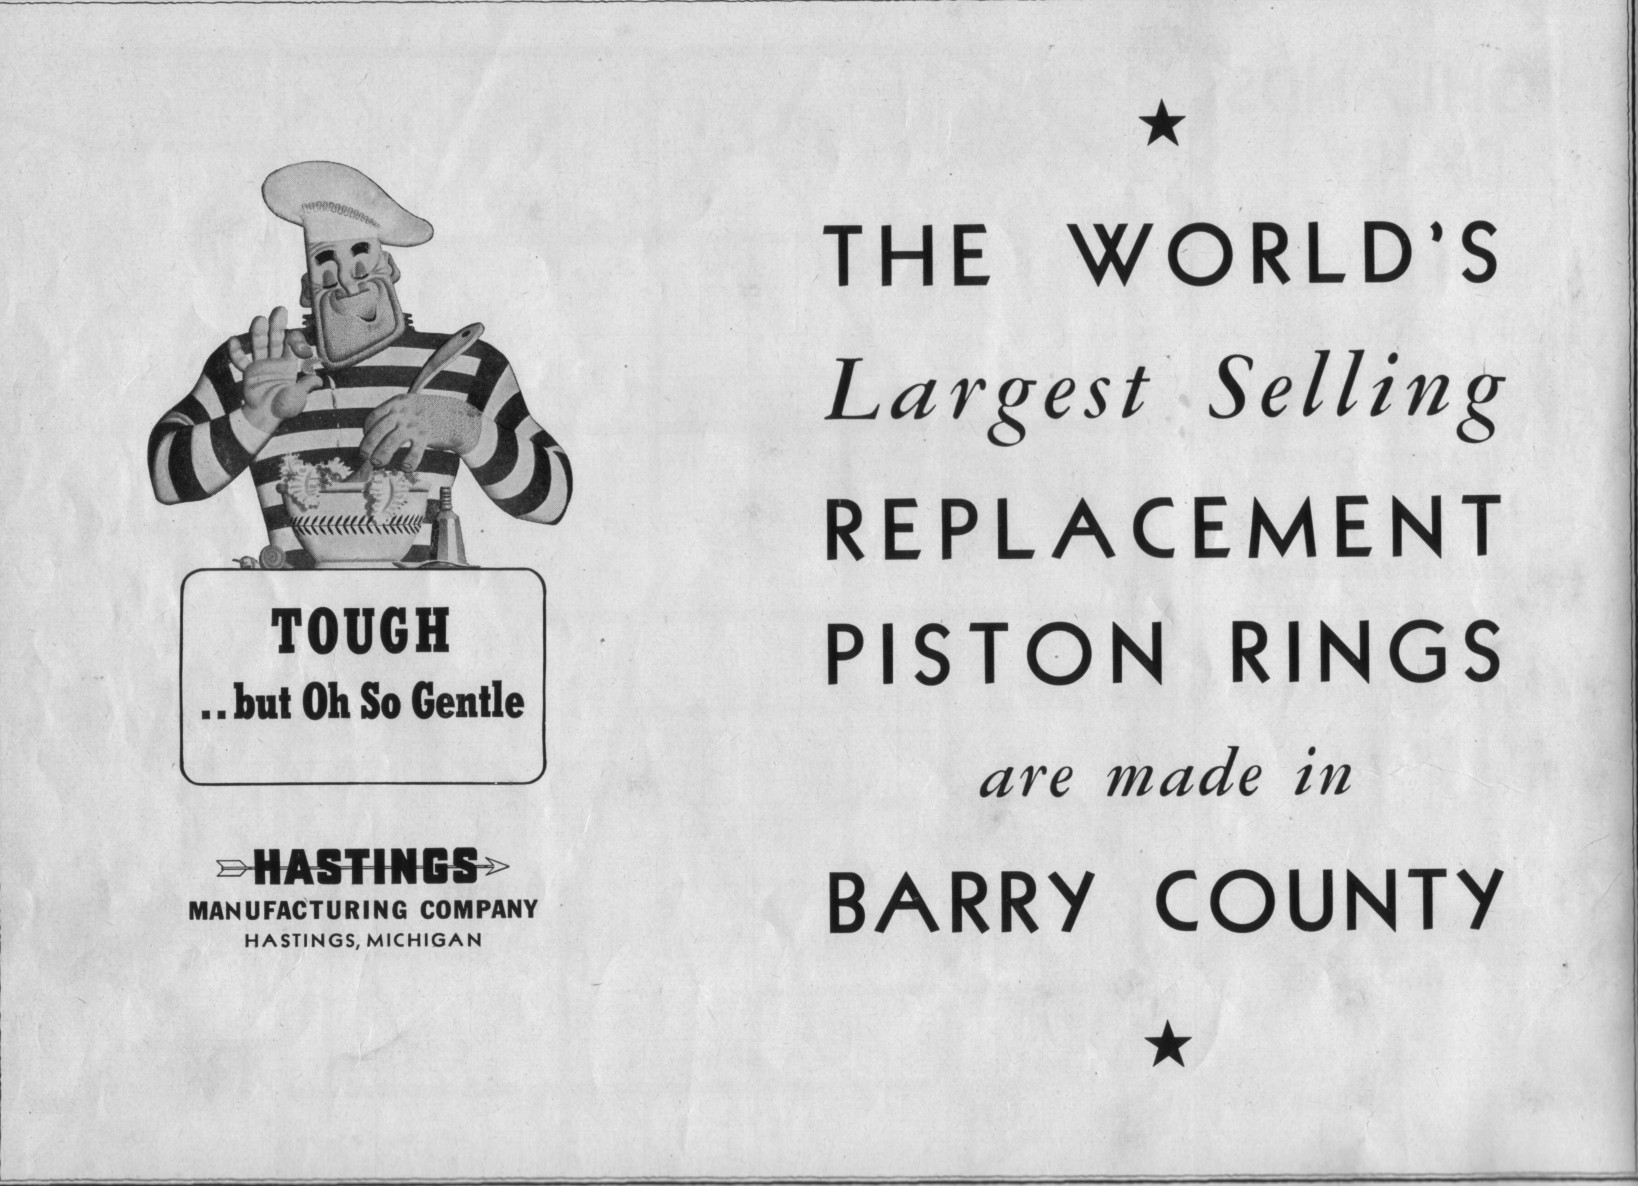 TOUGH
..but Oh So Gentle
HASTINGS
MANUFACTURING COMPANY
HASTINGS, MICHIGAN
THE WORLD'S
Largest Selling
REPLACEMENT
PISTON RINGS
are made in
BARRY COUNTY